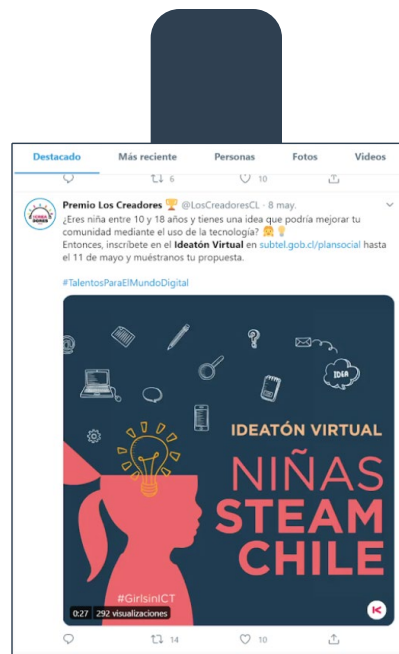 Destacado Más reciente Personas Fotos Videos
6 10
Premio Los Creadores 🏆 @LosCreadoresCL · 8 may.
¿Eres niña entre 10 y 18 años y tienes una idea que podría mejorar tu
comunidad mediante el uso de la tecnología?
Entonces, inscríbete en el Ideatón Virtual en subtel.gob.cl/plansocial hasta
el 11 de mayo y muéstranos tu propuesta.
#TalentosParaElMundoDigital
IDEA
IDEATÓN VIRTUAL
NIÑAS
STEAM
CHILE
#GirlsinICT
0:27 292 visualizaciones
14 10